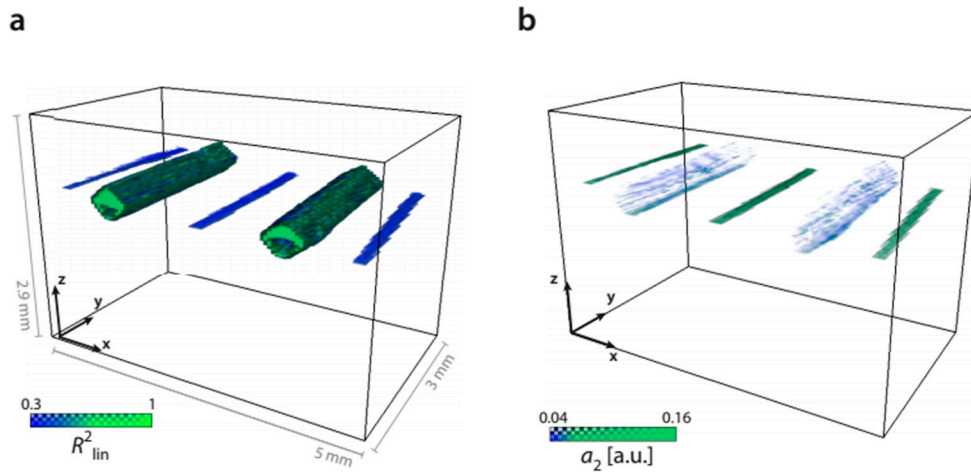 a
b
z
y
x
2.9 mm
3 mm
5 mm
0.3 1
R²lin
z
y
x
0.04 0.16
a₂ [a.u.]